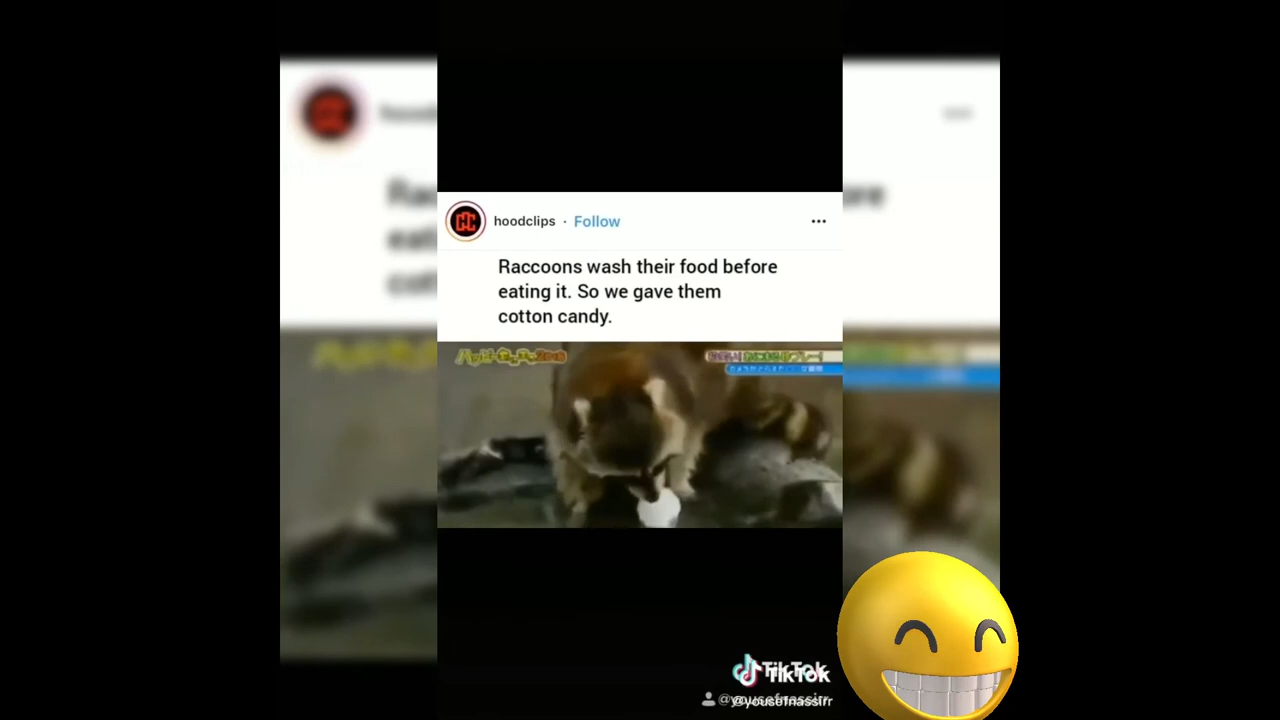 hoodclips · Follow
Raccoons wash their food before
eating it. So we gave them
cotton candy.
TikTok
@yousefnassirr